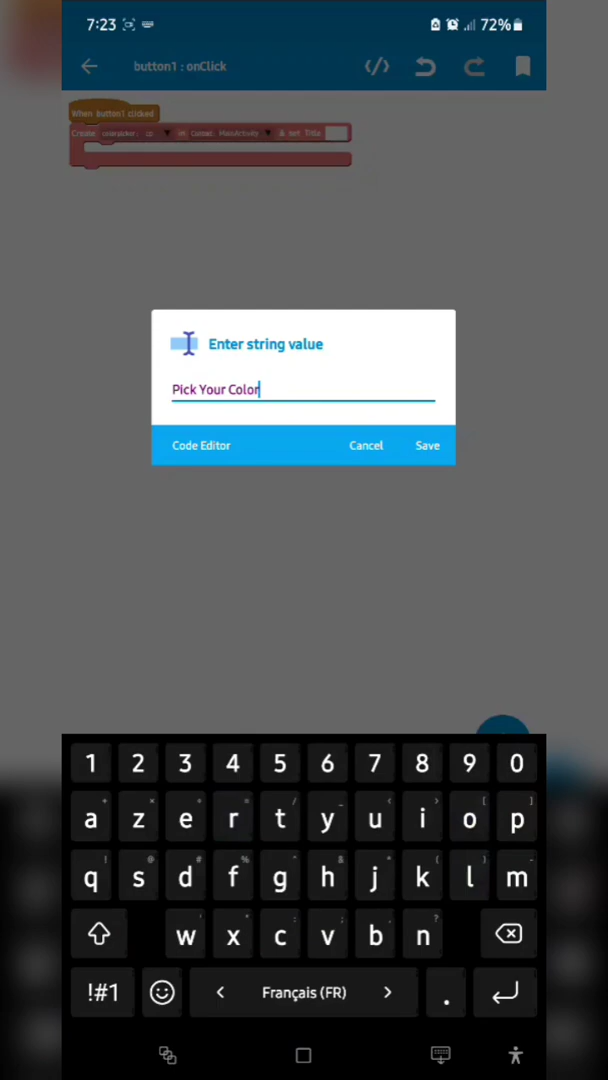 7:23 72%
button1 : onClick </>
When button1 clicked
Create colorpicker: cp in Context MainActivity & set Title
Enter string value
Pick Your Color
Code Editor Cancel Save
1 2 3 4 5 6 7 8 9 0
a z e r t y u i o p
q s d f g h j k l m
w x c v b n
!#1 < Français (FR) > .